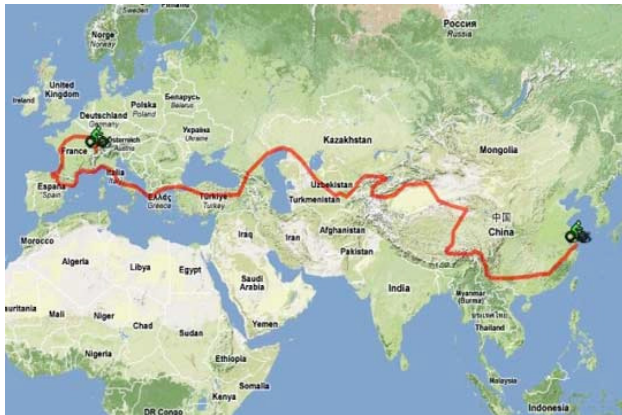 Sweden
Finland
Norge
Norway
Россия
Russia
United
Kingdom
Ireland
Deutschland
Germany
Polska
Poland
Беларусь
Belarus
Україна
Ukraine
Österreich
Austria
France
Kazakhstan
Mongolia
Italia
Italy
España
Spain
Ελλάς
Greece
Türkiye
Turkey
Uzbekistan
Turkmenistan
中国
China
Morocco
Algeria
Libya
Egypt
Iraq
Iran
Afghanistan
Pakistan
Saudi
Arabia
India
Myanmar
(Burma)
Thailand
Mali
Niger
Chad
Sudan
Yemen
Nigeria
Ethiopia
Somalia
Kenya
DR Congo
Malaysia
Indonesia